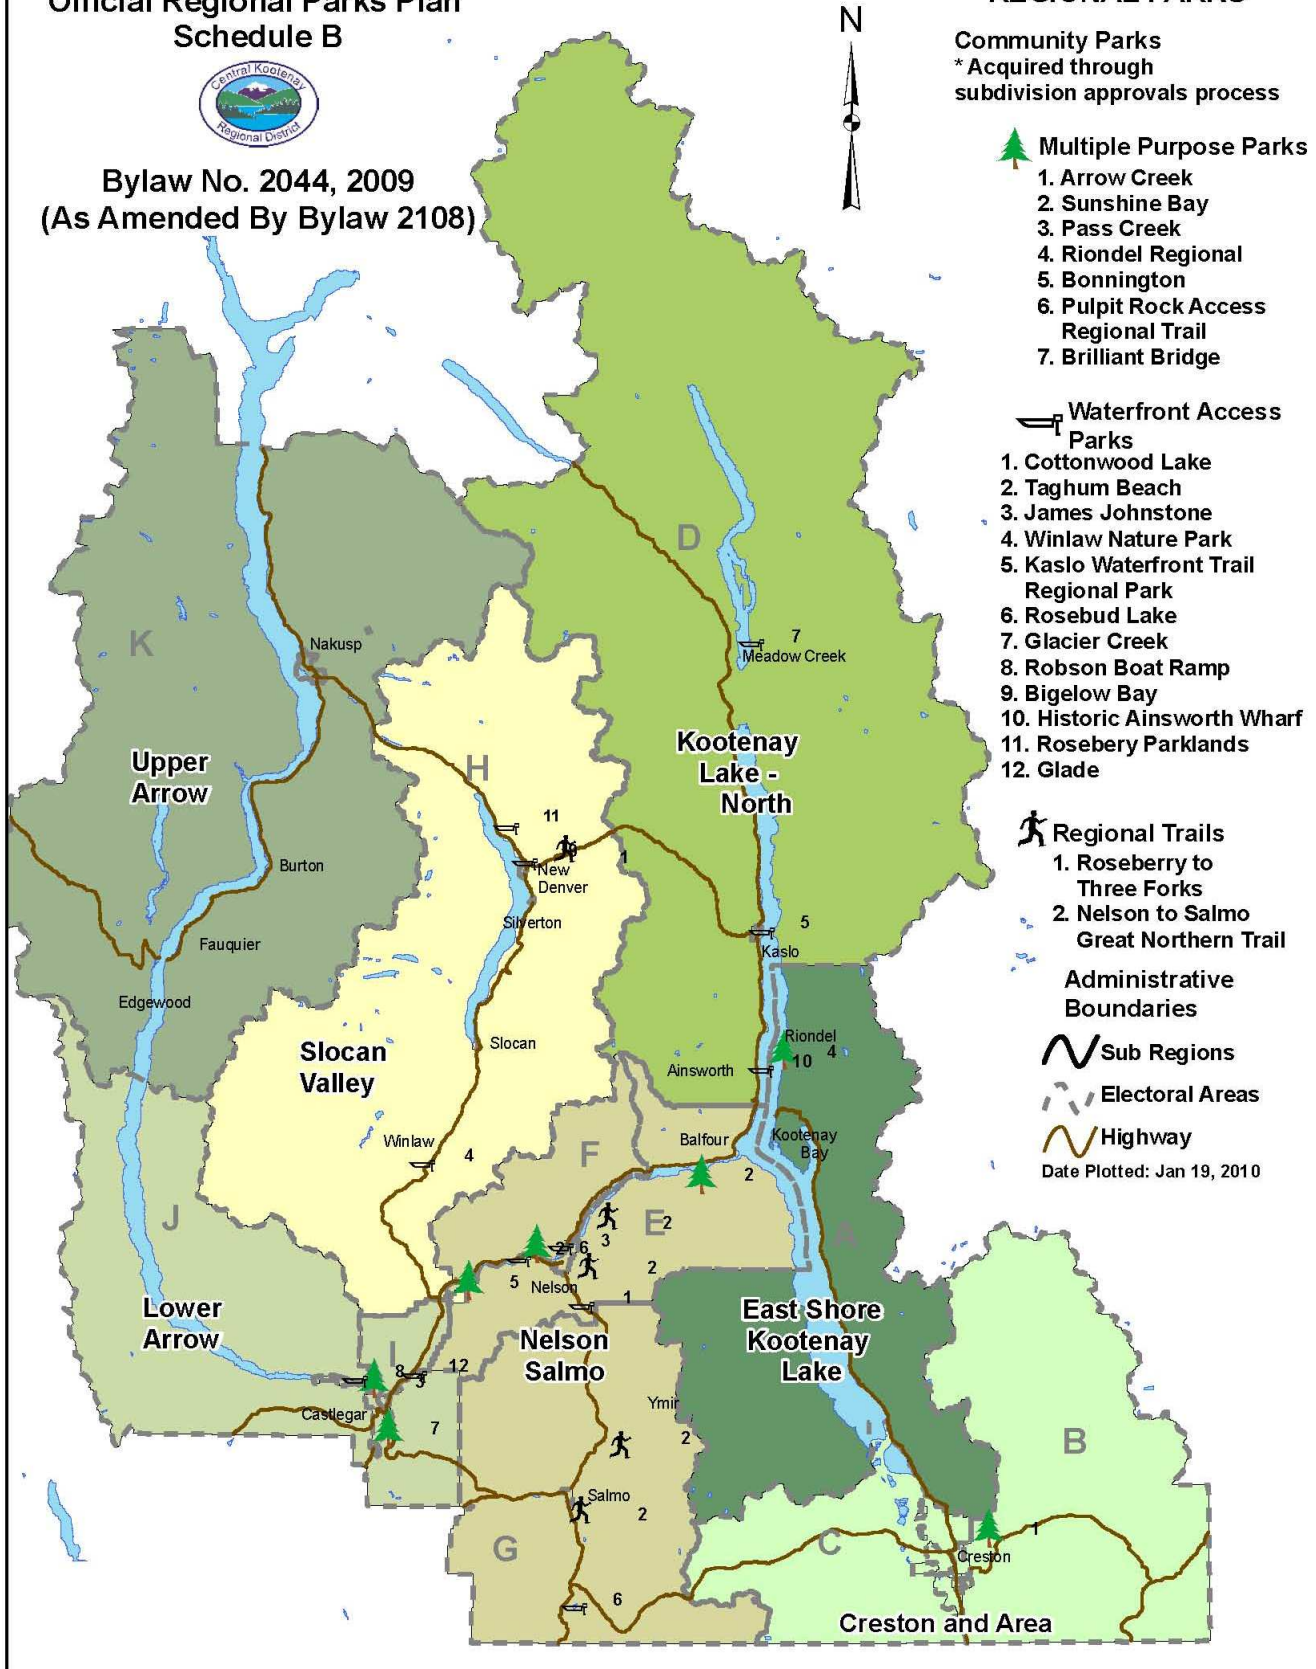 Official Regional Parks Plan
Schedule B
Central Kootenay
Regional District
Bylaw No. 2044, 2009
(As Amended By Bylaw 2108)
N
REGIONAL PARKS
Community Parks
* Acquired through
subdivision approvals process
Multiple Purpose Parks
1. Arrow Creek
2. Sunshine Bay
3. Pass Creek
4. Riondel Regional
5. Bonnington
6. Pulpit Rock Access
Regional Trail
7. Brilliant Bridge
Waterfront Access
Parks
1. Cottonwood Lake
2. Taghum Beach
3. James Johnstone
4. Winlaw Nature Park
5. Kaslo Waterfront Trail
Regional Park
6. Rosebud Lake
7. Glacier Creek
8. Robson Boat Ramp
9. Bigelow Bay
10. Historic Ainsworth Wharf
11. Rosebery Parklands
12. Glade
Regional Trails
1. Roseberry to
Three Forks
2. Nelson to Salmo
Great Northern Trail
Administrative
Boundaries
Sub Regions
Electoral Areas
Highway
Date Plotted: Jan 19, 2010
D
K
Nakusp
7
Meadow Creek
Upper
Arrow
H
Kootenay
Lake -
North
11
1
New
Denver
Burton
Silverton
5
Kaslo
Fauquier
Edgewood
Slocan
Valley
Slocan
Riondel
4
10
Ainsworth
Winlaw
4
F
Balfour
Kootenay
Bay
2
J
E
2
A
3
2
6
5
Nelson
2
1
Lower
Arrow
I
8
3
12
Nelson
Salmo
East Shore
Kootenay
Lake
Castlegar
7
Ymir
2
B
Salmo
2
G
C
1
Creston
6
Creston and Area